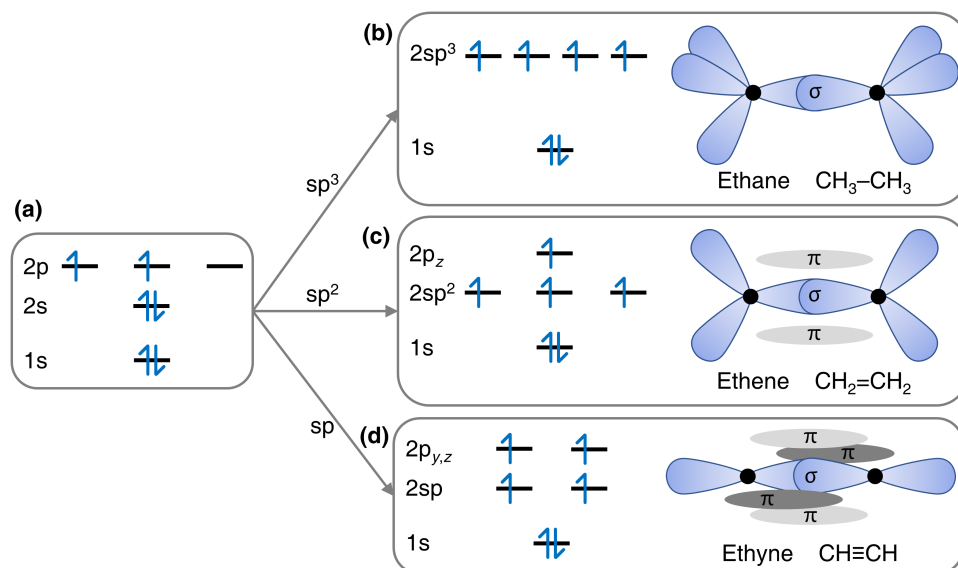 (a)
2p
2s
1s
sp³
sp²
sp
(b)
2sp³
1s
σ
Ethane CH₃–CH₃
(c)
2p_z
2sp²
1s
π
σ
π
Ethene CH₂=CH₂
(d)
2p_y,z
2sp
1s
π
π
σ
π
π
Ethyne CH≡CH